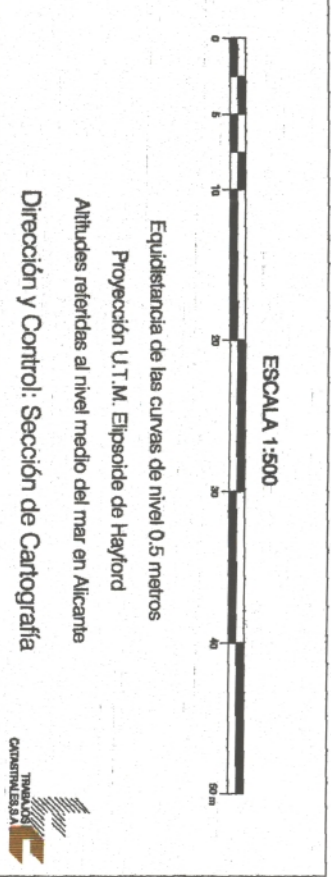 ESCALA 1:500
0 5 10 20 30 40 50 m
Equidistancia de las curvas de nivel 0.5 metros
Proyección U.T.M. Elipsoide de Hayford
Altitudes referidas al nivel medio del mar en Alicante
Dirección y Control: Sección de Cartografía
TRABAJOS
CATASTRALES, S.A.